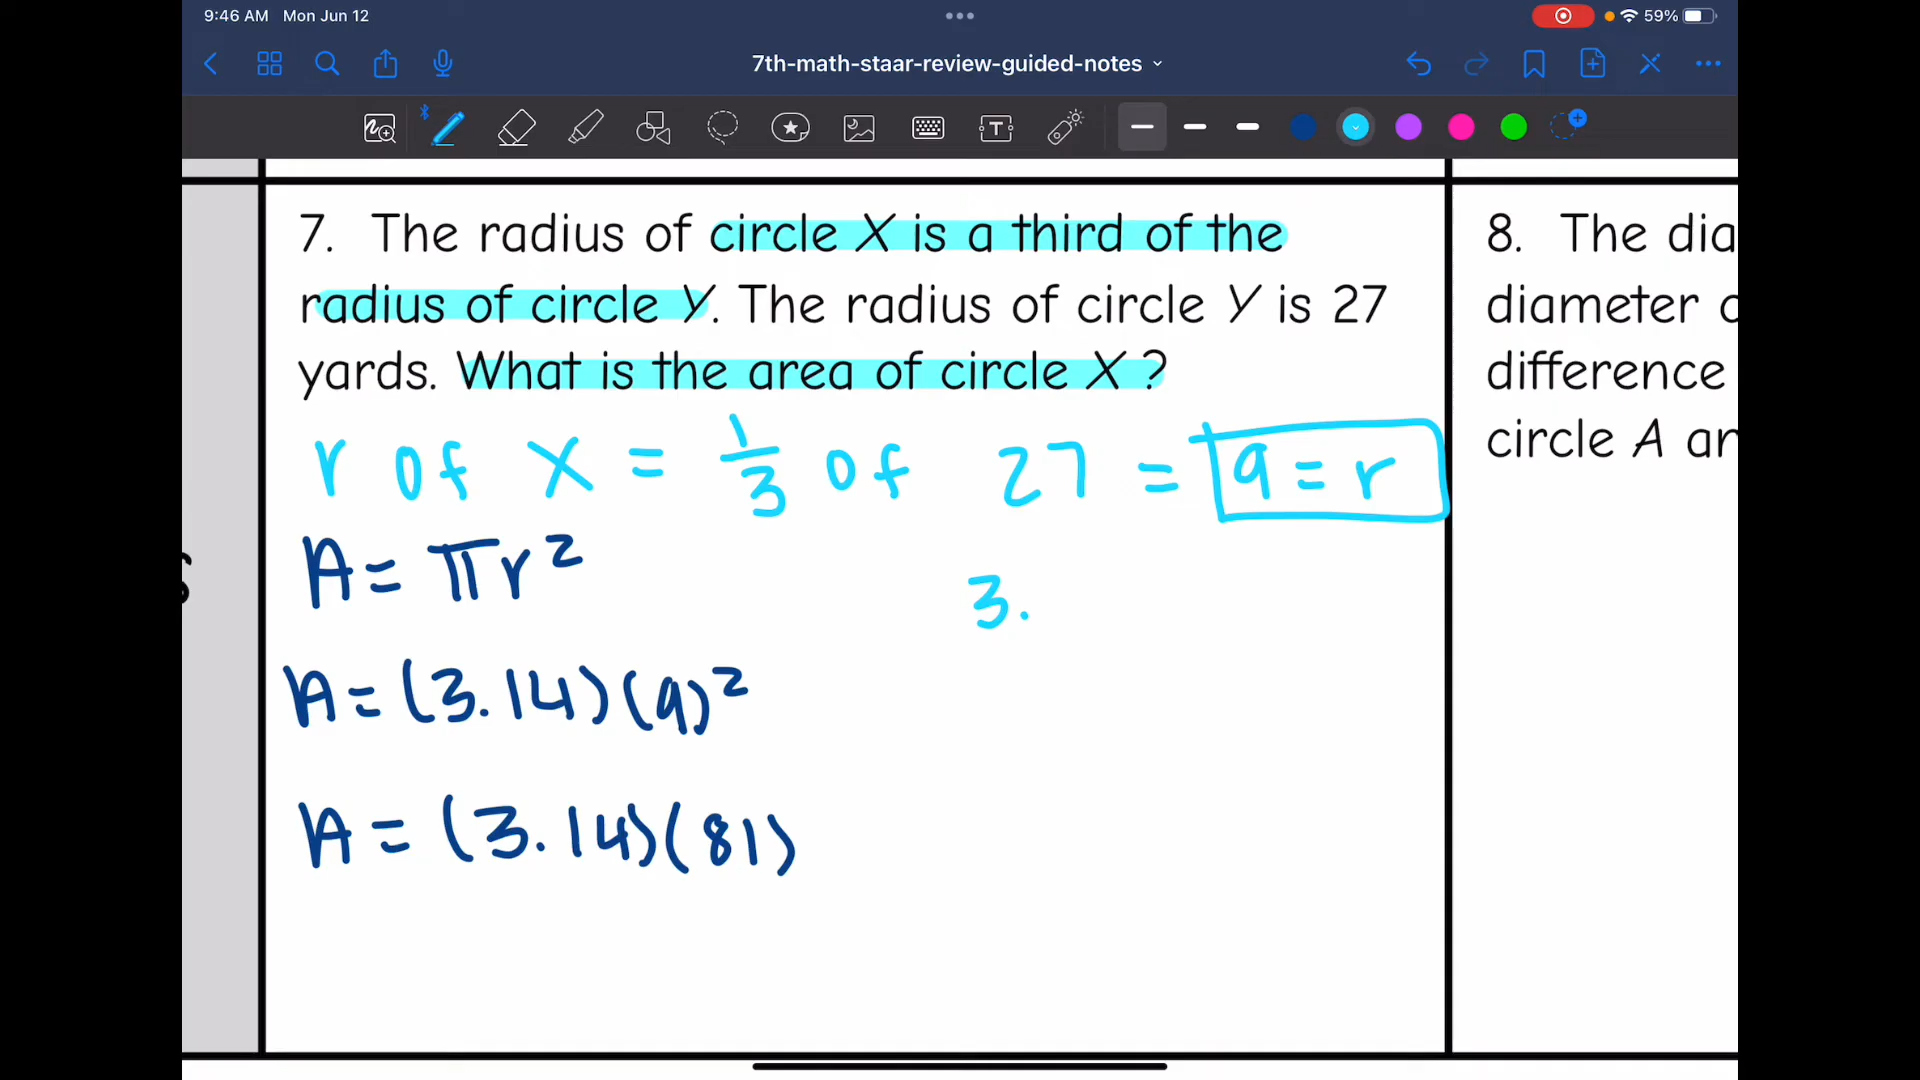 9:46 AM Mon Jun 12
59%
7th-math-staar-review-guided-notes
7. The radius of circle X is a third of the
radius of circle Y. The radius of circle Y is 27
yards. What is the area of circle X ?
r of x = 1/3 of 27 = 9 = r
A = πr²
3.
A = (3.14)(9)²
A = (3.14)(81)
8. The dia
diameter
difference
circle A